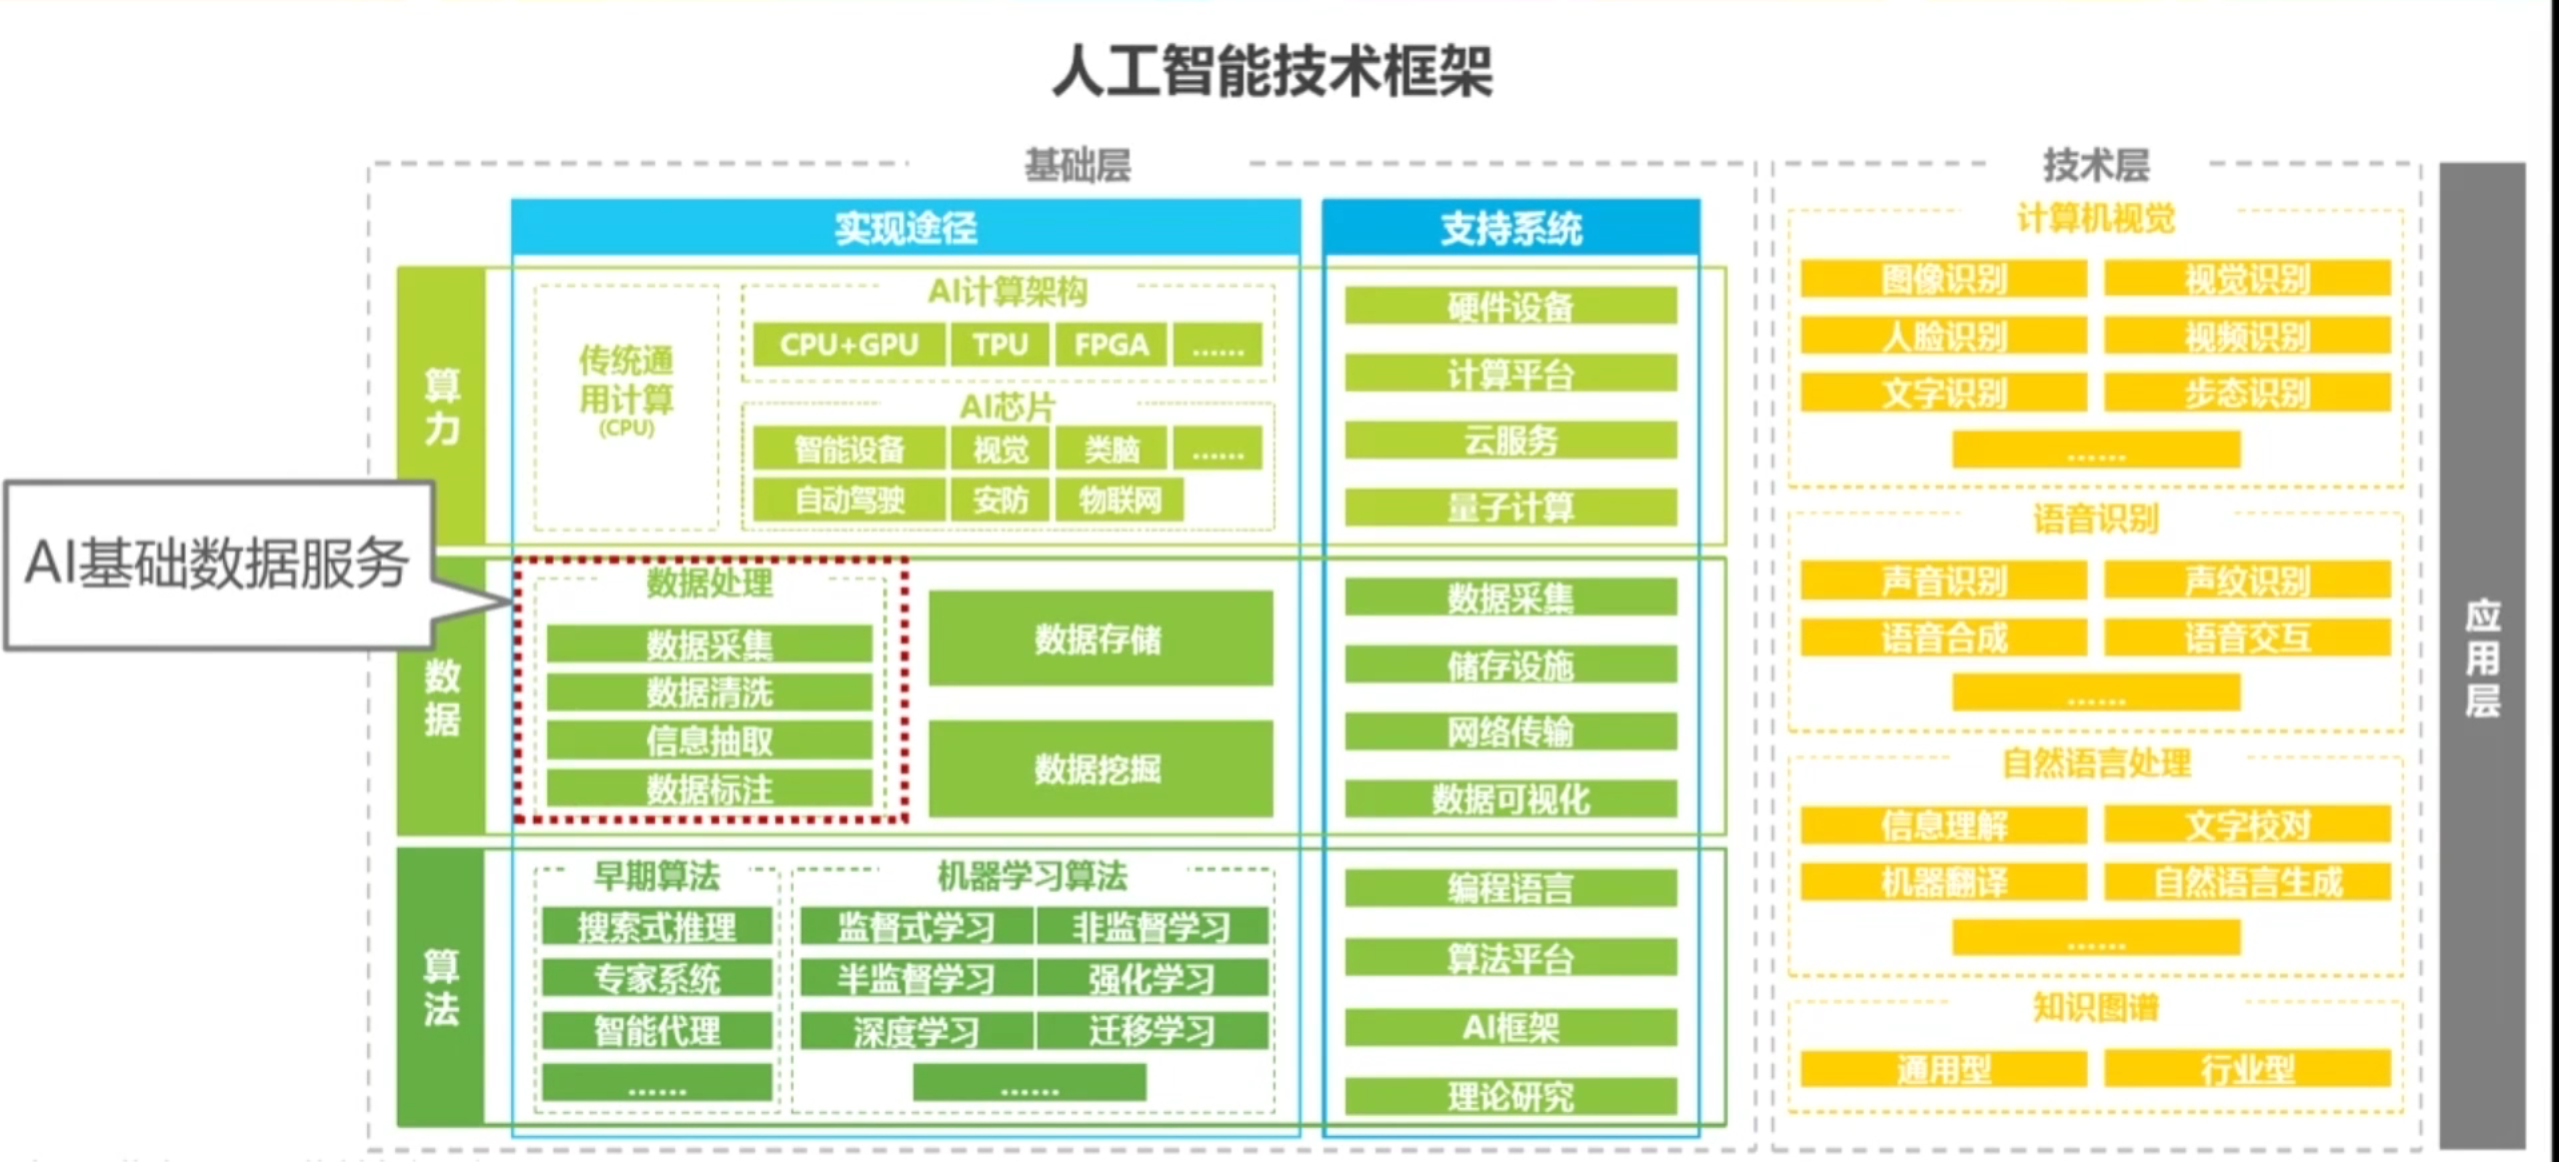 人工智能技术框架
基础层
实现途径
支持系统
算力
传统通
用计算
(CPU)
AI计算架构
CPU+GPU
TPU
FPGA
......
AI芯片
智能设备
视觉
类脑
......
自动驾驶
安防
物联网
硬件设备
计算平台
云服务
量子计算
AI基础数据服务
数据
数据处理
数据采集
数据清洗
信息抽取
数据标注
数据存储
数据挖掘
数据采集
储存设施
网络传输
数据可视化
算法
早期算法
搜索式推理
专家系统
智能代理
......
机器学习算法
监督式学习
非监督学习
半监督学习
强化学习
深度学习
迁移学习
......
编程语言
算法平台
AI框架
理论研究
技术层
计算机视觉
图像识别
视觉识别
人脸识别
视频识别
文字识别
步态识别
......
语音识别
声音识别
声纹识别
语音合成
语音交互
......
自然语言处理
信息理解
文字校对
机器翻译
自然语言生成
......
知识图谱
通用型
行业型
应用层